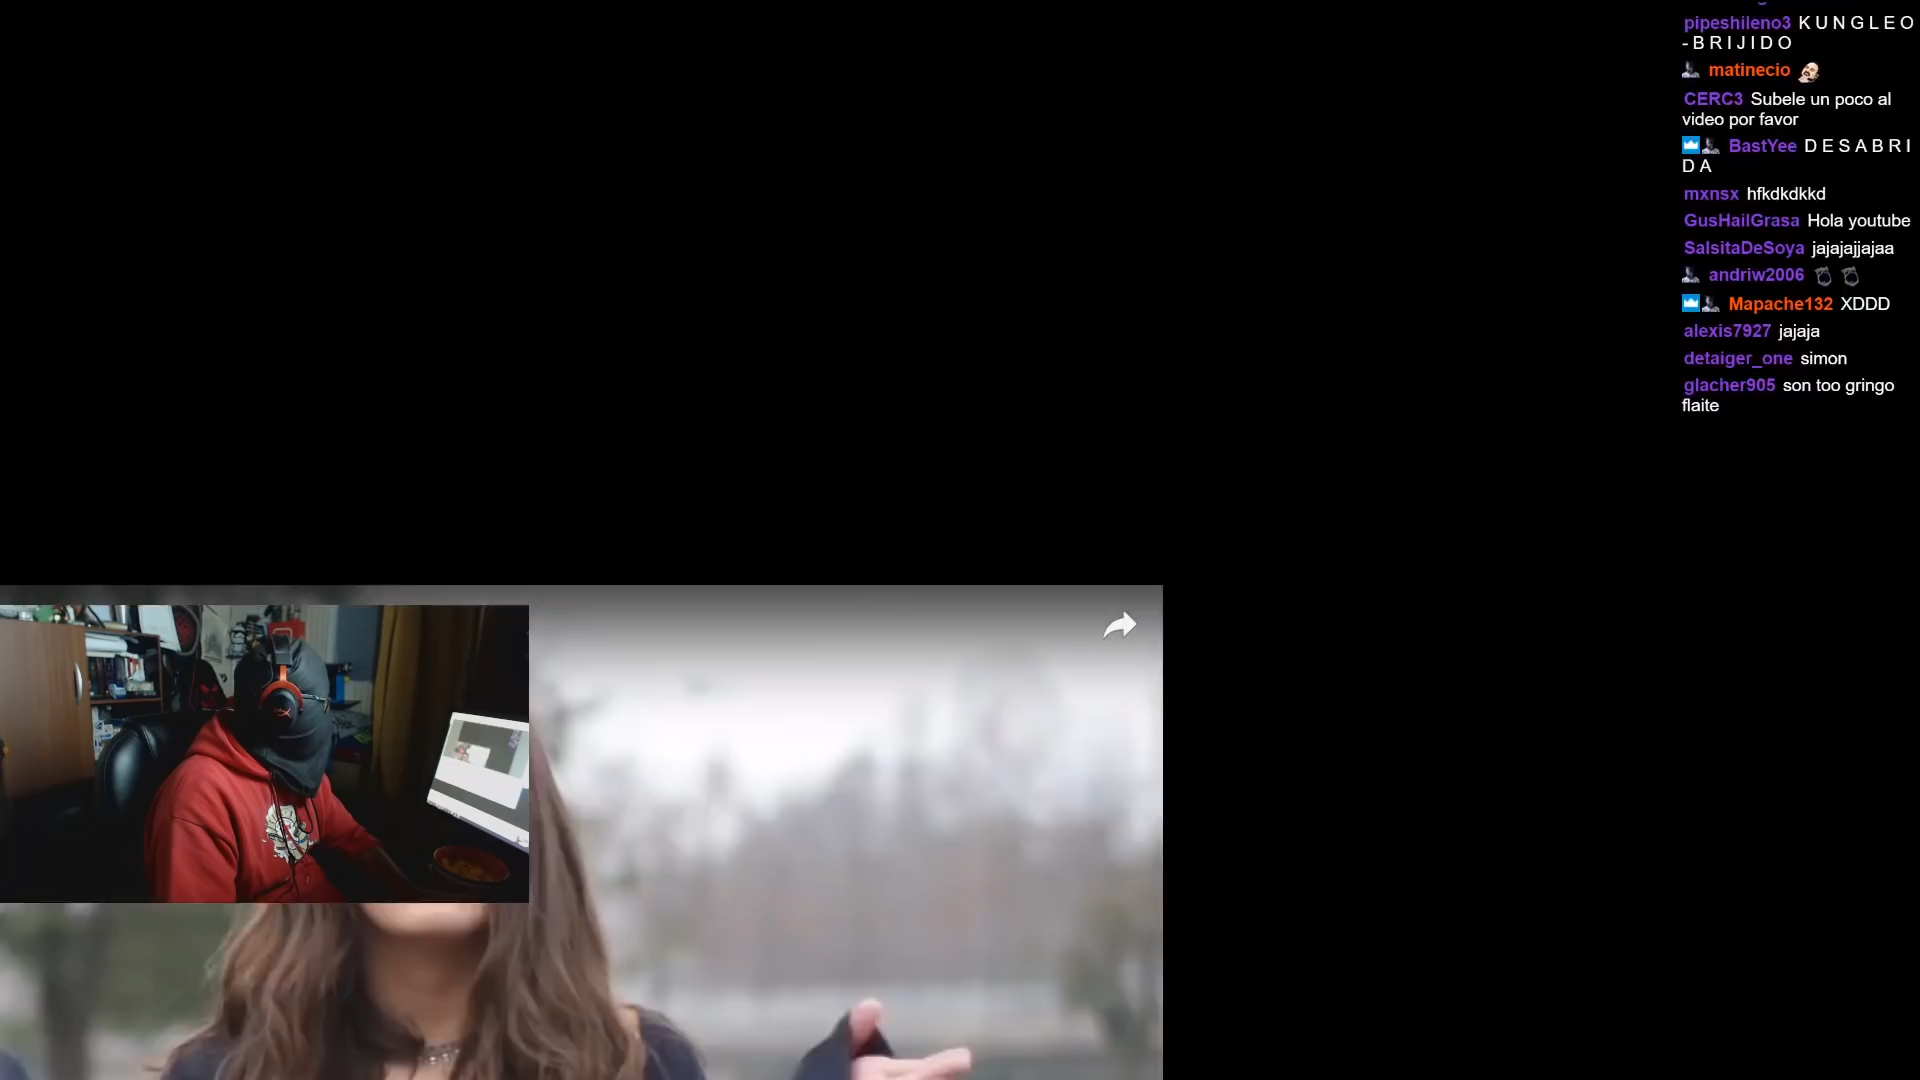 pipeshileno3 K U N G L E O
- B R I J I D O
matinecio
CERC3 Subele un poco al
video por favor
BastYee D E S A B R I
D A
mxnsx hfkdkdkkd
GusHailGrasa Hola youtube
SalsitaDeSoya jajajajjajaa
andriw2006
Mapache132 XDDD
alexis7927 jajaja
detaiger_one simon
glacher905 son too gringo
flaite